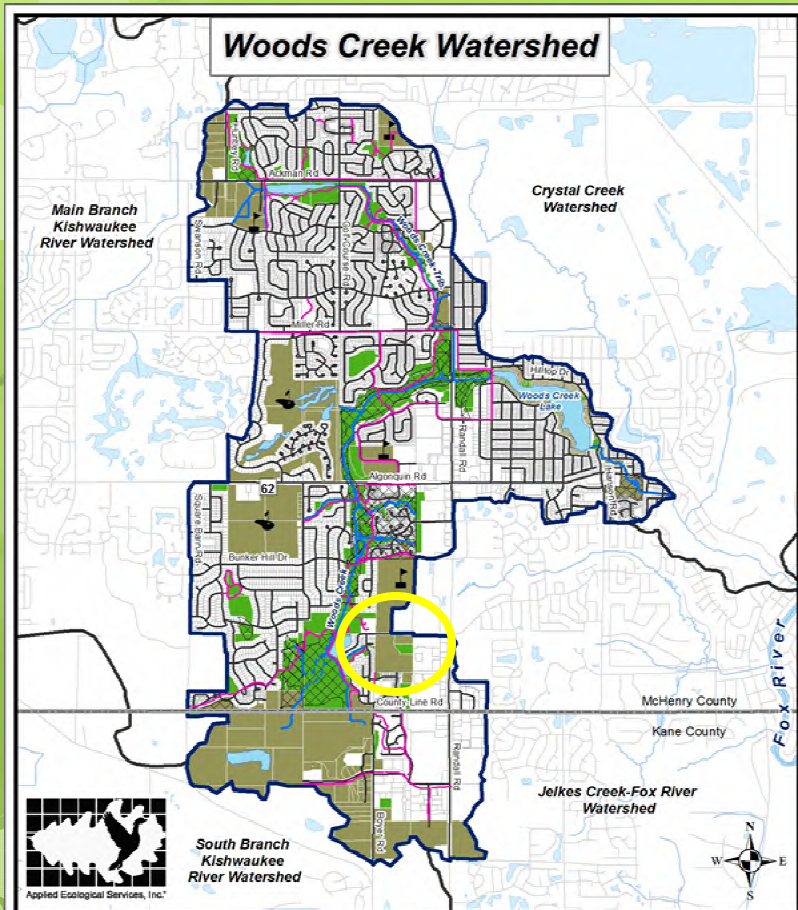 Woods Creek Watershed
Huntley Rd
Ackman Rd
Crystal Creek
Watershed
Main Branch
Kishwaukee
River Watershed
Swanson Rd
Golf Course Rd
Woods Creek-Trib
Miller Rd
Hilltop Dr
Woods Creek
Lake
Randall Rd
Algonquin Rd
Hanson Rd
62
Square Barn Rd
Bunker Hill Dr
Woods Creek
Fox River
McHenry County
County Line Rd
Kane County
Randall Rd
Jelkes Creek-Fox River
Watershed
Boyer Rd
South Branch
Kishwaukee
River Watershed
N
W
E
S
Applied Ecological Services, Inc.